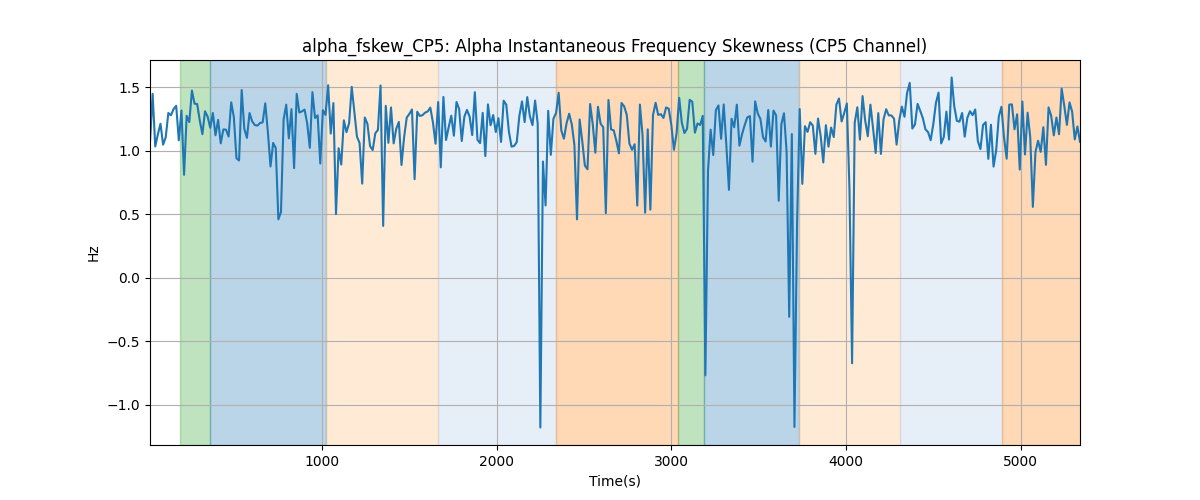 alpha_fskew_CP5: Alpha Instantaneous Frequency Skewness (CP5 Channel)
1.5
1.0
0.5
0.0
−0.5
−1.0
Hz
1000 2000 3000 4000 5000
Time(s)